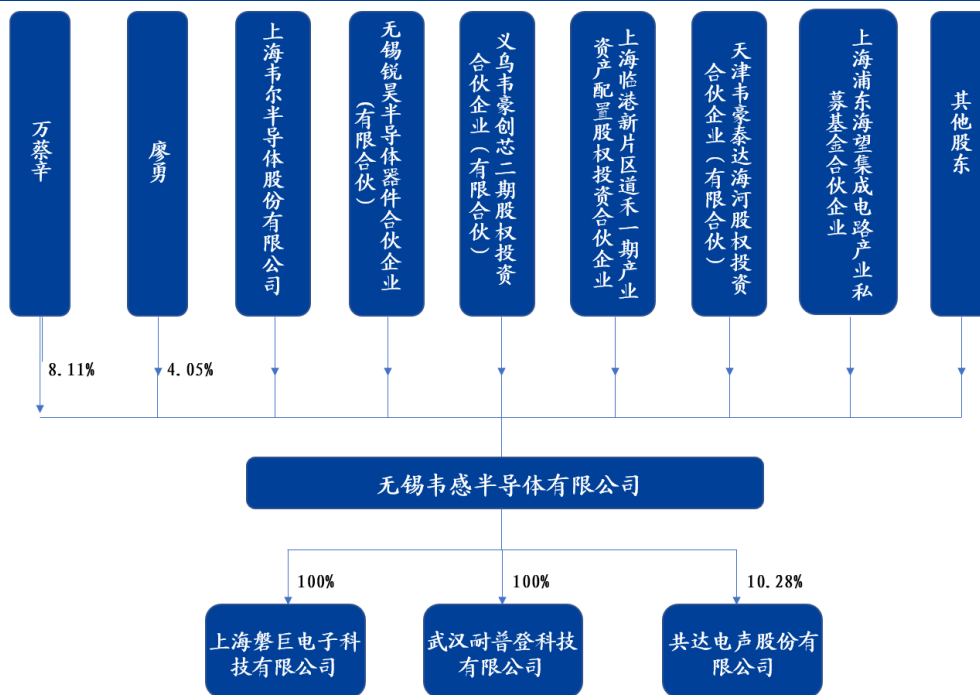 万蔡辛
廖勇
上海韦尔半导体股份有限公司
无锡锐昊半导体器件合伙企业
(有限合伙)
义乌韦豪创芯二期股权投资
合伙企业(有限合伙)
上海临港新片区道禾一期产业
资产配置股权投资合伙企业
天津韦豪泰达海河股权投资
合伙企业(有限合伙)
上海浦东海望集成电路产业私
募基金合伙企业
其他股东
8.11%
4.05%
无锡韦感半导体有限公司
100%
100%
10.28%
上海磐巨电子科
技有限公司
武汉耐普登科技
有限公司
共达电声股份有
限公司